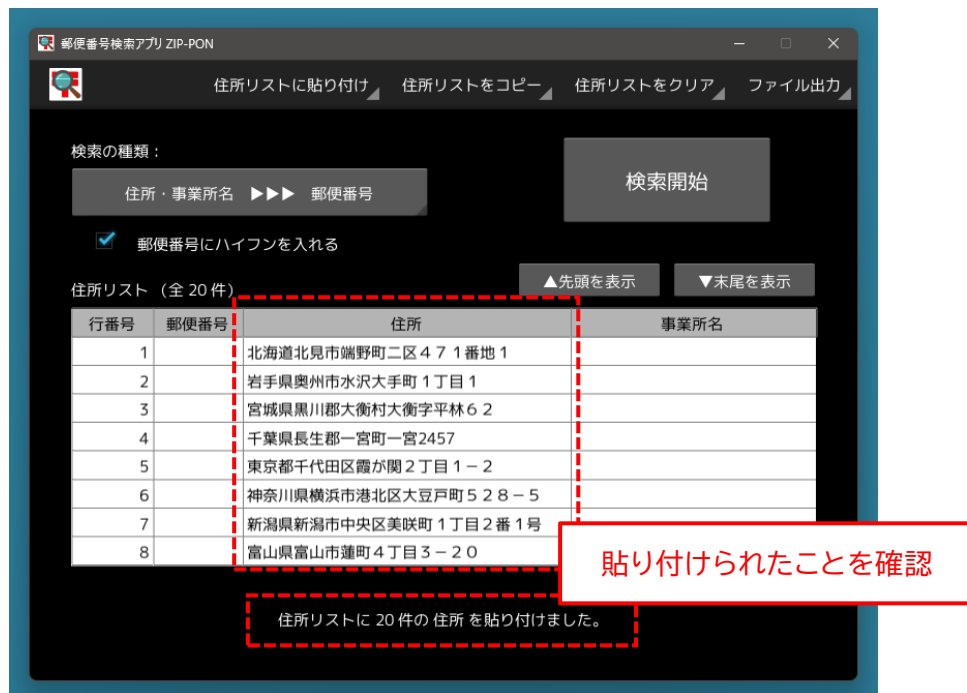 郵便番号検索アプリ ZIP-PON
住所リストに貼り付け 住所リストをコピー 住所リストをクリア ファイル出力
検索の種類：
住所・事業所名 ▶▶▶ 郵便番号
検索開始
郵便番号にハイフンを入れる
▲先頭を表示 ▼末尾を表示
住所リスト （全 20 件）
行番号 郵便番号 住所 事業所名
1 北海道北見市端野町二区４７１番地１
2 岩手県奥州市水沢大手町１丁目１
3 宮城県黒川郡大衡村大衡字平林６２
4 千葉県長生郡一宮町一宮2457
5 東京都千代田区霞が関２丁目１－２
6 神奈川県横浜市港北区大豆戸町５２８－５
7 新潟県新潟市中央区美咲町１丁目２番１号
8 富山県富山市蓮町４丁目３－２０
貼り付けられたことを確認
住所リストに 20 件の 住所 を貼り付けました。